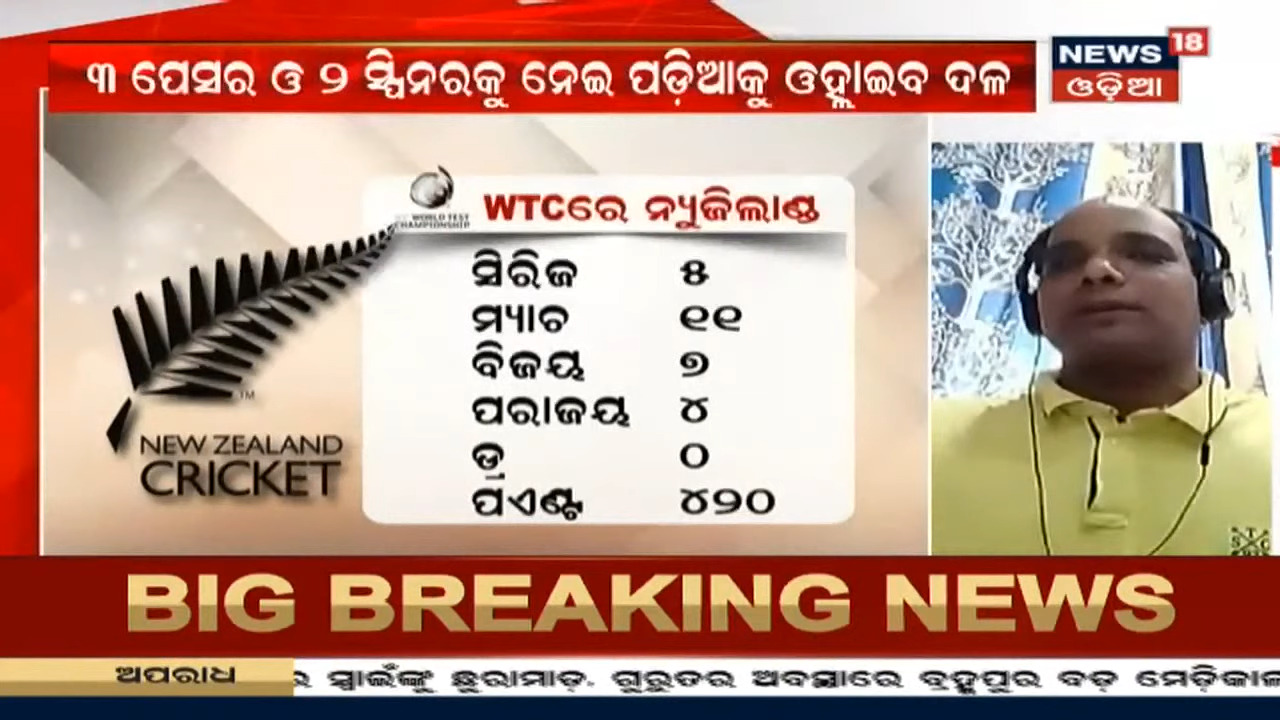 ୩ ପେସର ଓ ୨ ସ୍ପିନରକୁ ନେଇ ପଡ଼ିଆକୁ ଓହ୍ଲାଇବ ଦଳ
NEWS 18
ଓଡ଼ିଆ
WORLD TEST
CHAMPIONSHIP
WTCରେ ନ୍ୟୁଜିଲାଣ୍ଡ
ସିରିଜ ୫
ମ୍ୟାଚ ୧୧
ବିଜୟ ୭
ପରାଜୟ ୪
ଡ୍ର ୦
ପଏଣ୍ଟ ୪୨୦
TM
NEW ZEALAND
CRICKET
BIG BREAKING NEWS
ଅପରାଧ
ସ୍ୱାଇଁଙ୍କୁ ଛୁରାମାଡ଼. ଗୁରୁତର ଅବସ୍ଥାରେ ବ୍ରହ୍ମପୁର ବଡ଼ ମେଡ଼ିକାଲ